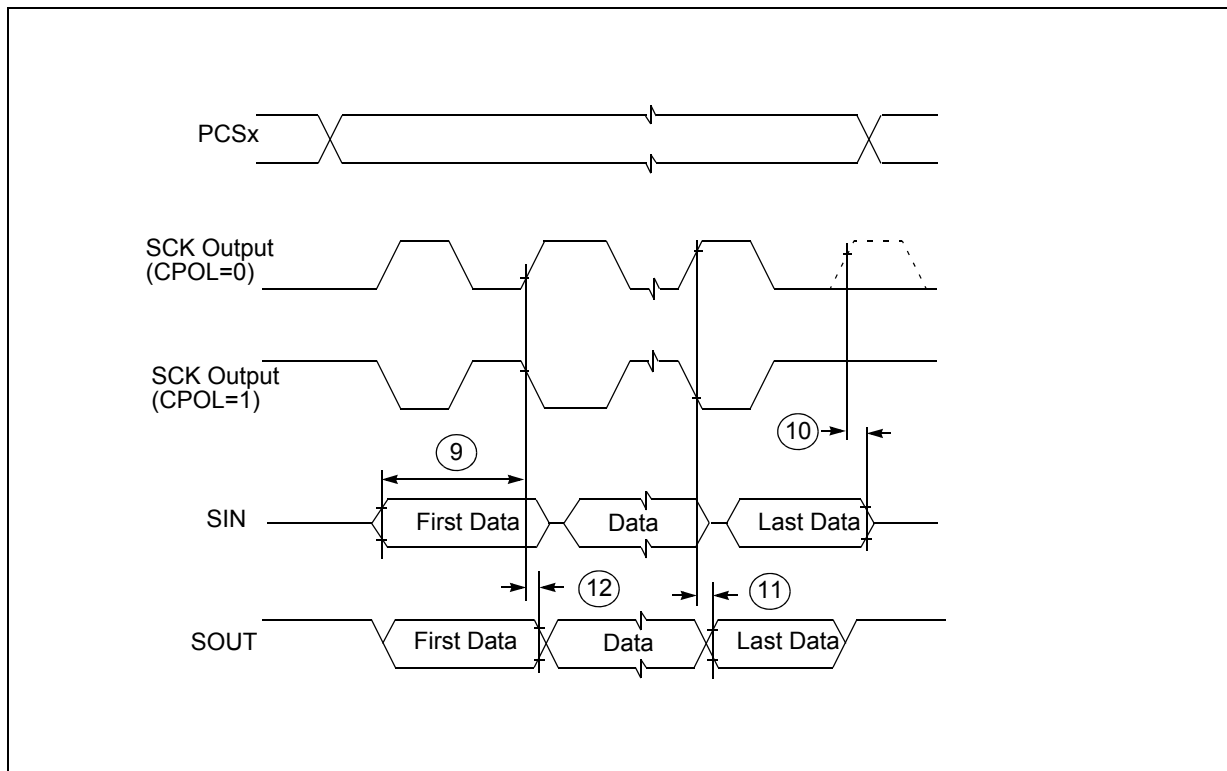 PCSx
SCK Output
(CPOL=0)
SCK Output
(CPOL=1)
10
9
SIN
First Data
Data
Last Data
12
11
SOUT
First Data
Data
Last Data